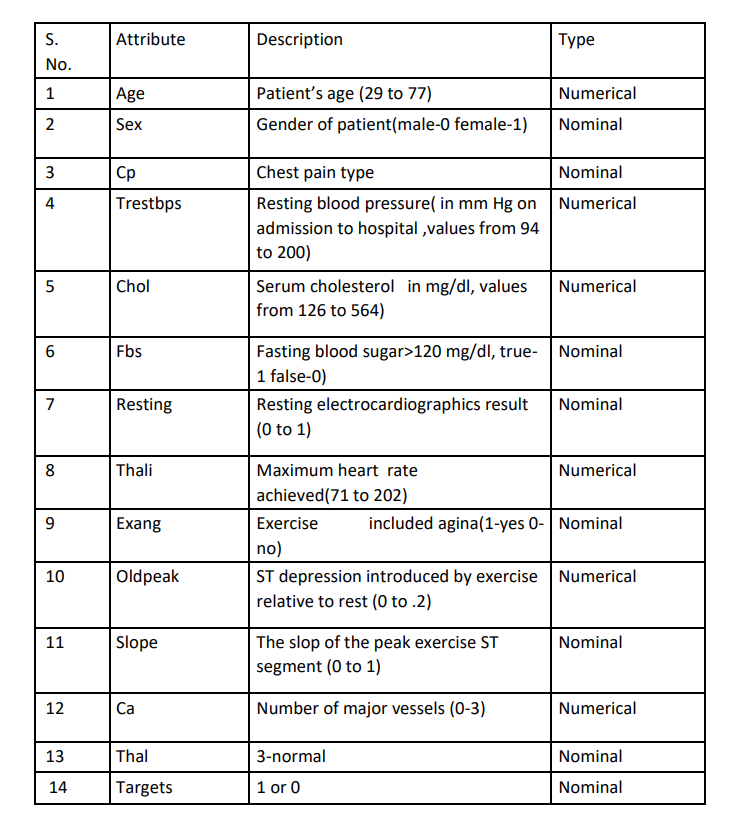 S. No. Attribute Description Type
1 Age Patient’s age (29 to 77) Numerical
2 Sex Gender of patient(male-0 female-1) Nominal
3 Cp Chest pain type Nominal
4 Trestbps Resting blood pressure( in mm Hg on Numerical
admission to hospital ,values from 94
to 200)
5 Chol Serum cholesterol in mg/dl, values Numerical
from 126 to 564)
6 Fbs Fasting blood sugar>120 mg/dl, true- Nominal
1 false-0)
7 Resting Resting electrocardiographics result Nominal
(0 to 1)
8 Thali Maximum heart rate Numerical
achieved(71 to 202)
9 Exang Exercise included agina(1-yes 0- Nominal
no)
10 Oldpeak ST depression introduced by exercise Numerical
relative to rest (0 to .2)
11 Slope The slop of the peak exercise ST Nominal
segment (0 to 1)
12 Ca Number of major vessels (0-3) Numerical
13 Thal 3-normal Nominal
14 Targets 1 or 0 Nominal